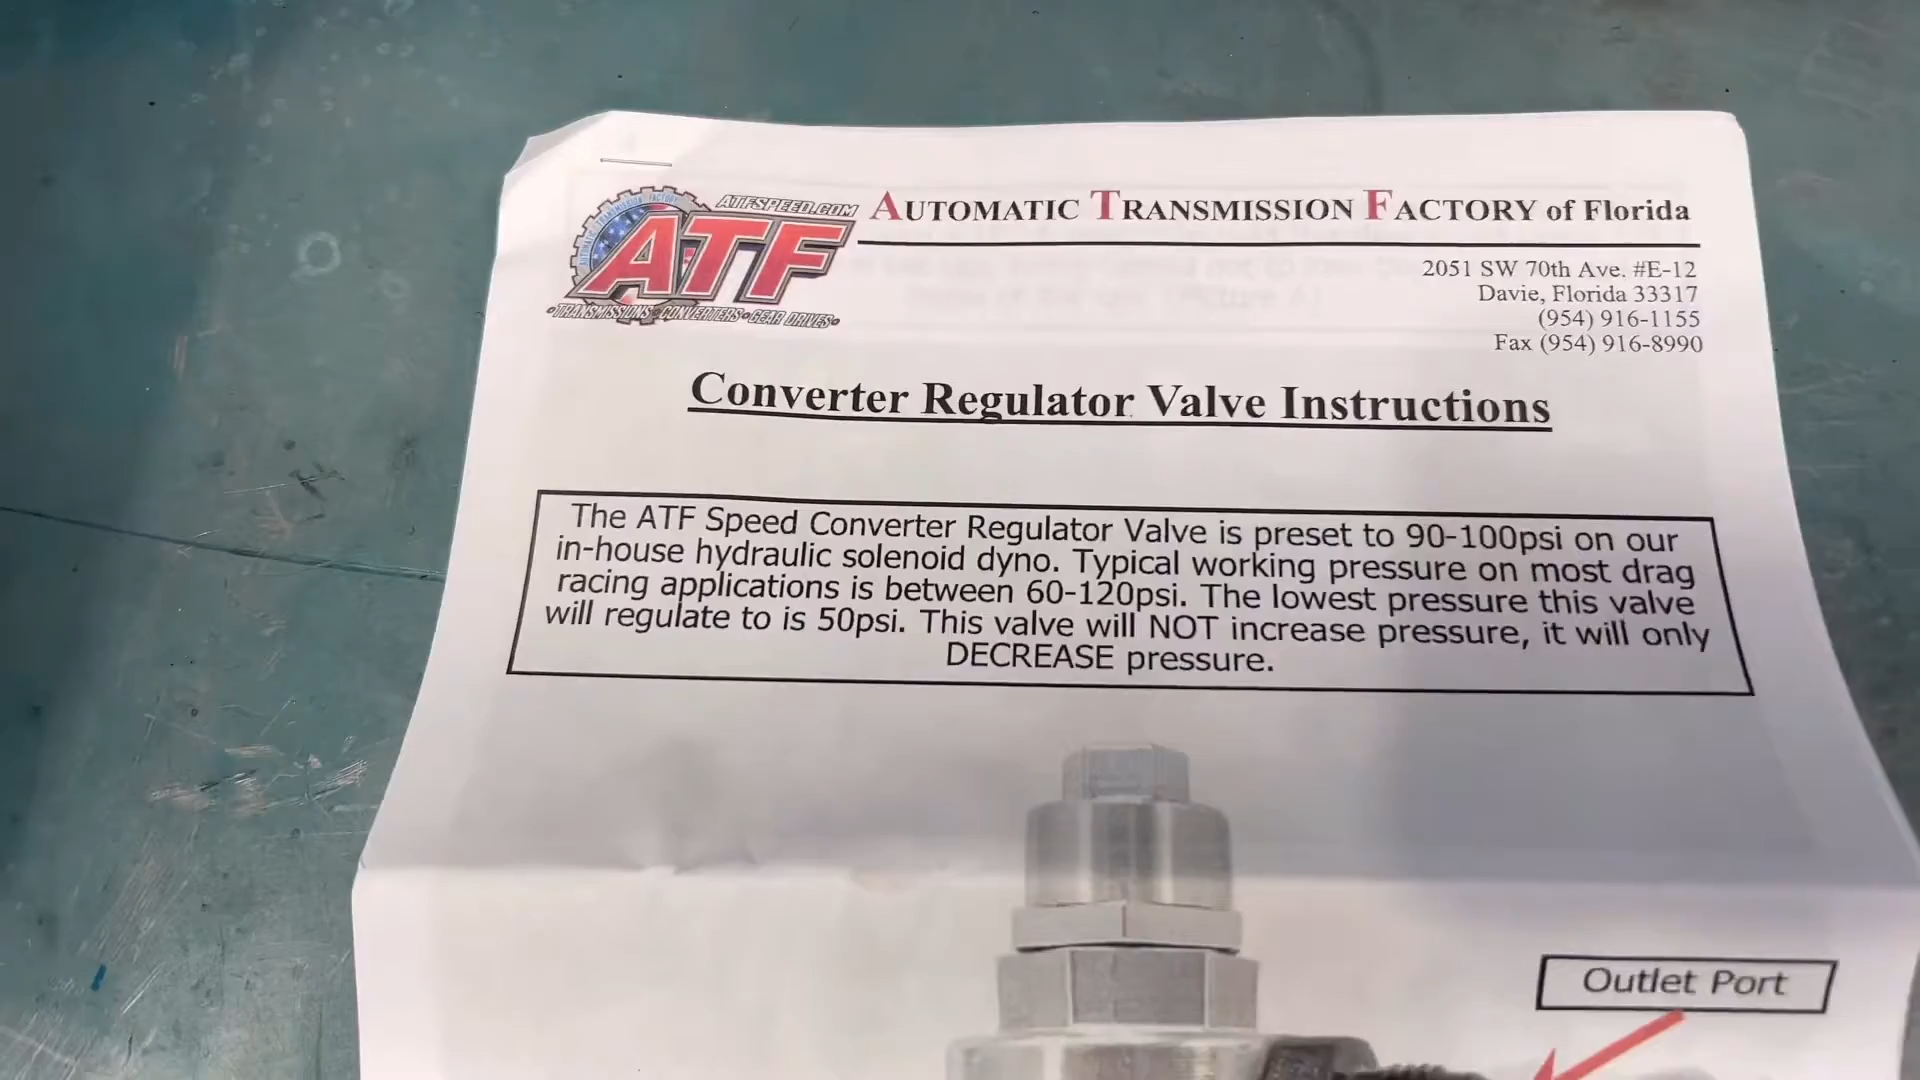 ATFSPEED.COM
AUTOMATIC TRANSMISSION FACTORY
ATF
TRANSMISSIONS • CONVERTERS • GEAR DRIVES
AUTOMATIC TRANSMISSION FACTORY of Florida
2051 SW 70th Ave. #E-12
Davie, Florida 33317
(954) 916-1155
Fax (954) 916-8990
Converter Regulator Valve Instructions
The ATF Speed Converter Regulator Valve is preset to 90-100psi on our
in-house hydraulic solenoid dyno. Typical working pressure on most drag
racing applications is between 60-120psi. The lowest pressure this valve
will regulate to is 50psi. This valve will NOT increase pressure, it will only
DECREASE pressure.
Outlet Port